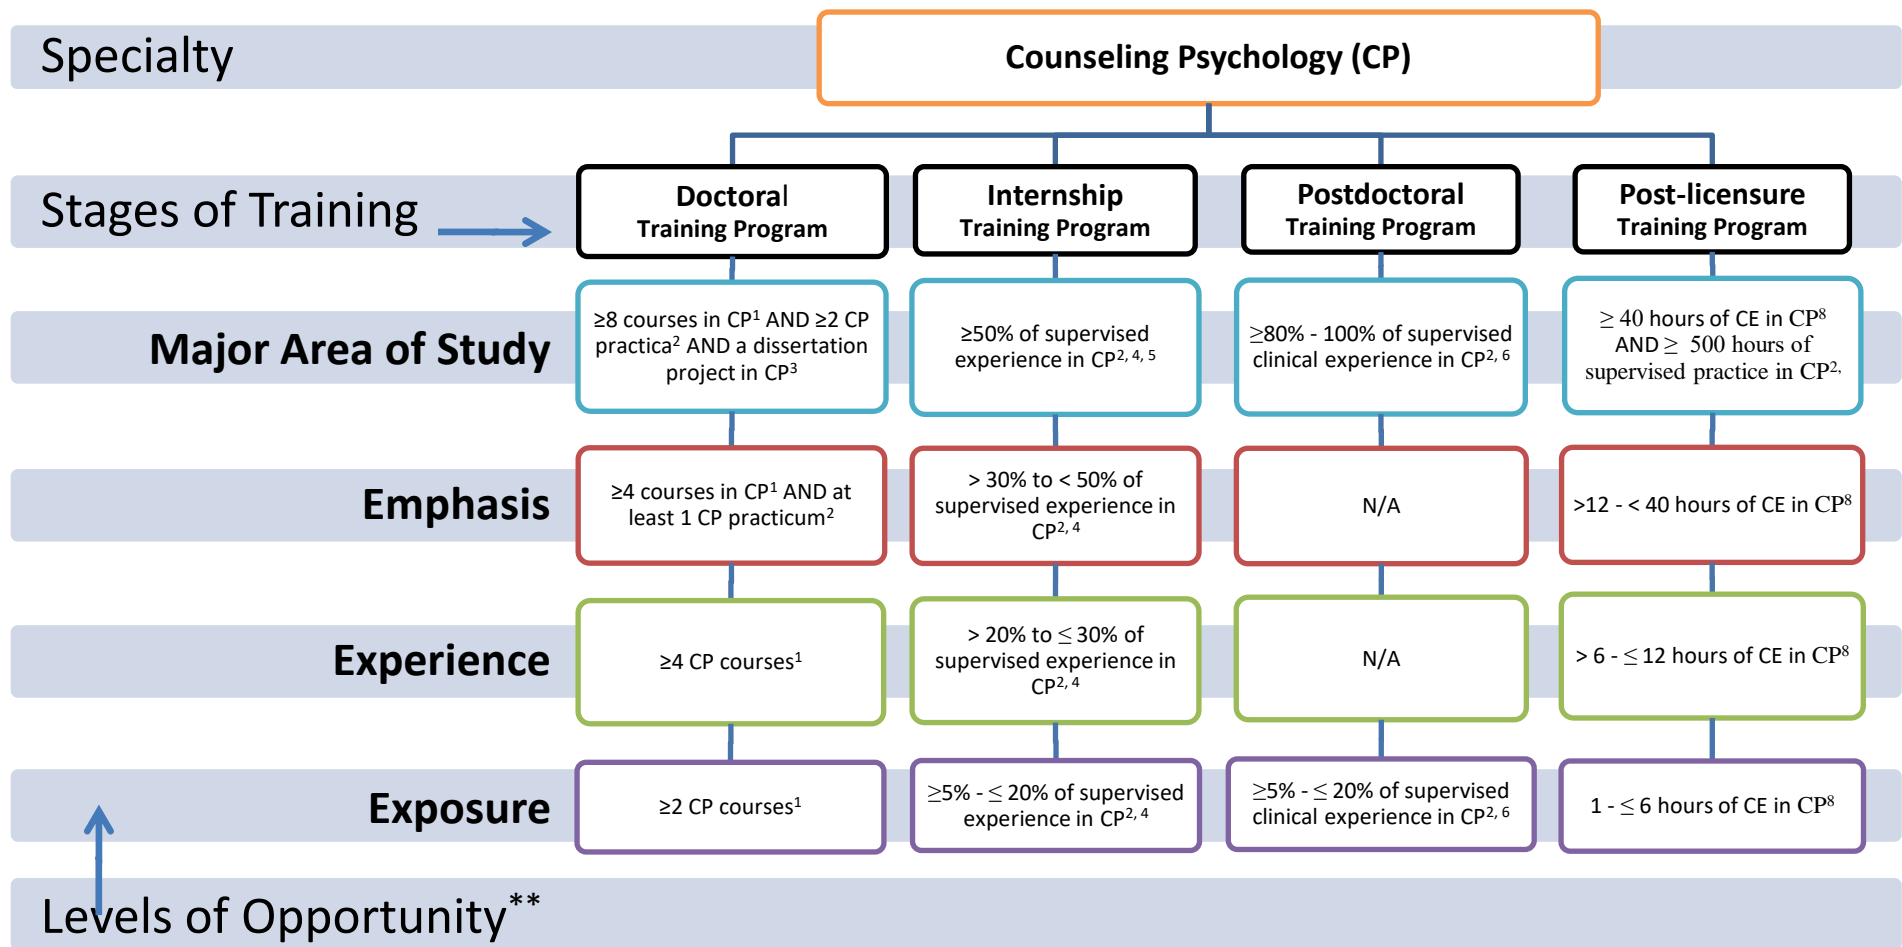 Specialty
Counseling Psychology (CP)
Stages of Training
Doctoral
Training Program
Internship
Training Program
Postdoctoral
Training Program
Post-licensure
Training Program
Major Area of Study
≥8 courses in CP¹ AND ≥2 CP
practica² AND a dissertation
project in CP³
≥50% of supervised
experience in CP²,⁴,⁵
≥80% - 100% of supervised
clinical experience in CP²,⁶
≥ 40 hours of CE in CP⁸
AND ≥ 500 hours of
supervised practice in CP²,
Emphasis
≥4 courses in CP¹ AND at
least 1 CP practicum²
> 30% to < 50% of
supervised experience in
CP²,⁴
N/A
>12 - < 40 hours of CE in CP⁸
Experience
≥4 CP courses¹
> 20% to ≤ 30% of
supervised experience in
CP²,⁴
N/A
> 6 - ≤ 12 hours of CE in CP⁸
Exposure
≥2 CP courses¹
≥5% - ≤ 20% of supervised
experience in CP²,⁴
≥5% - ≤ 20% of supervised
clinical experience in CP²,⁶
1 - ≤ 6 hours of CE in CP⁸
Levels of Opportunity**